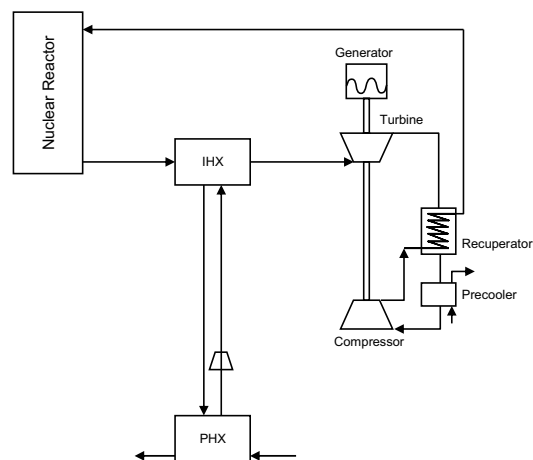 Nuclear Reactor
Generator
Turbine
IHX
Recuperator
Precooler
Compressor
PHX